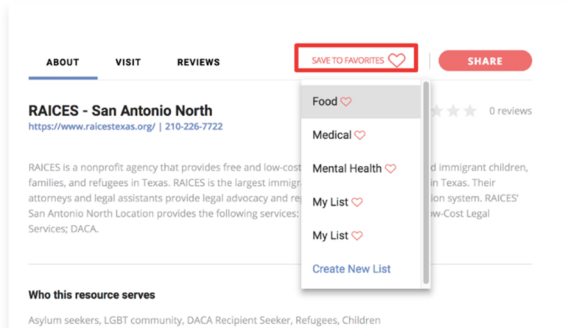 ABOUT VISIT REVIEWS SAVE TO FAVORITES SHARE
RAICES - San Antonio North 0 reviews
https://www.raicestexas.org/ | 210-226-7722
Food
Medical
Mental Health
My List
My List
Create New List
RAICES is a nonprofit agency that provides free and low-cost d immigrant children,
families, and refugees in Texas. RAICES is the largest immigr in Texas. Their
attorneys and legal assistants provide legal advocacy and re ion system. RAICES'
San Antonio North Location provides the following services: w-Cost Legal
Services; DACA.
Who this resource serves
Asylum seekers, LGBT community, DACA Recipient Seeker, Refugees, Children